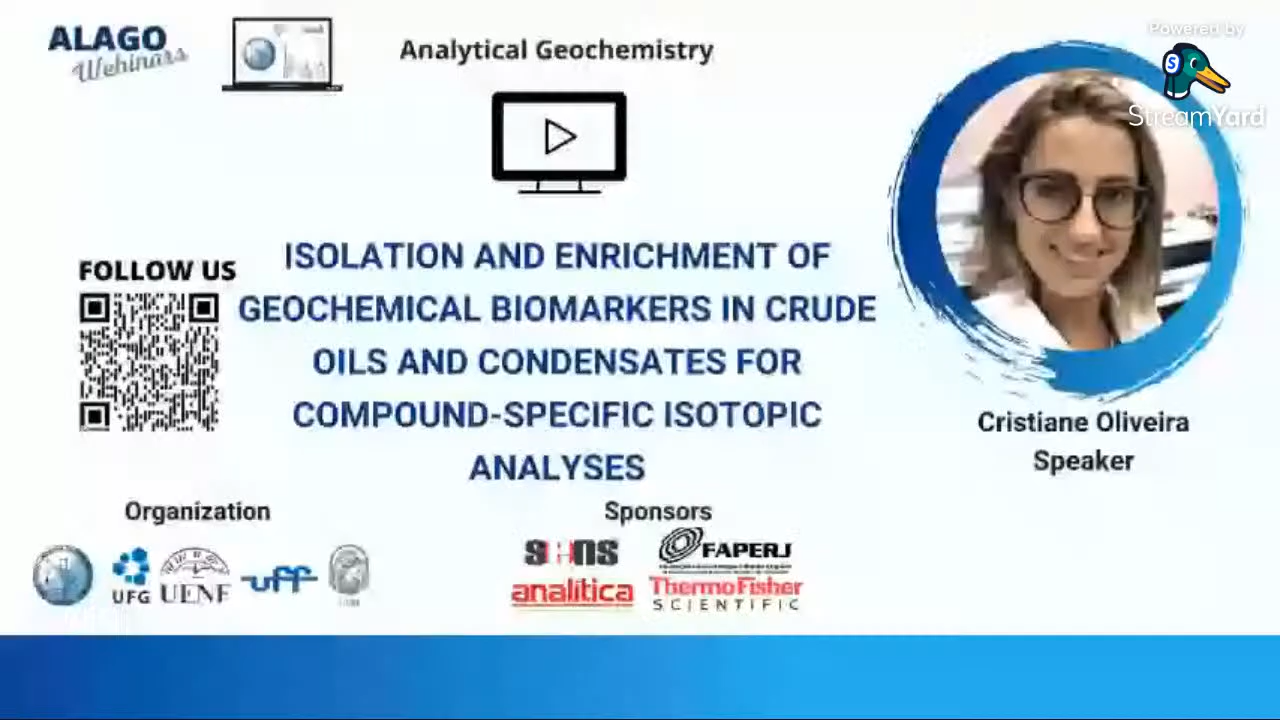 ALAGO
Webinars
Analytical Geochemistry
Powered by
StreamYard
FOLLOW US
ISOLATION AND ENRICHMENT OF
GEOCHEMICAL BIOMARKERS IN CRUDE
OILS AND CONDENSATES FOR
COMPOUND-SPECIFIC ISOTOPIC
ANALYSES
Cristiane Oliveira
Speaker
Organization
UFG
UENF
uff
Sponsors
FAPERJ
analítica
ThermoFisher
SCIENTIFIC